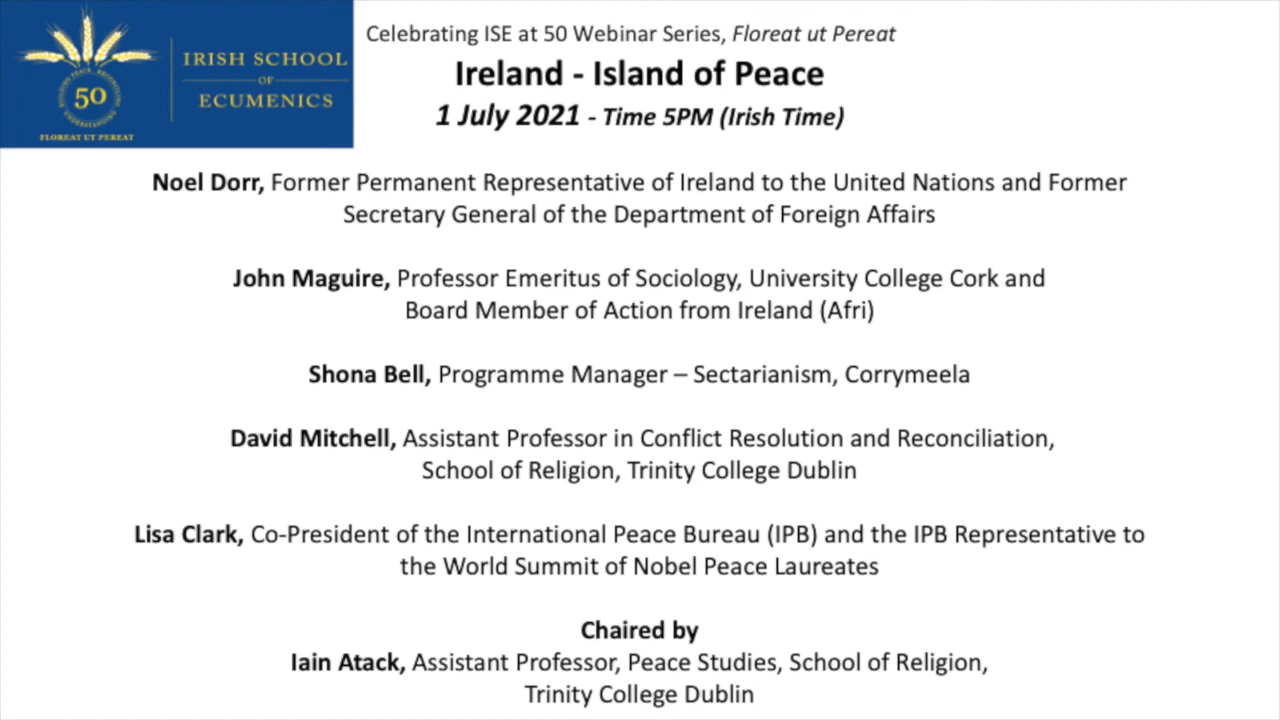 IRISH SCHOOL
OF
ECUMENICS
50
FLOREAT UT PEREAT
Celebrating ISE at 50 Webinar Series, Floreat ut Pereat
Ireland - Island of Peace
1 July 2021 - Time 5PM (Irish Time)
Noel Dorr, Former Permanent Representative of Ireland to the United Nations and Former
Secretary General of the Department of Foreign Affairs
John Maguire, Professor Emeritus of Sociology, University College Cork and
Board Member of Action from Ireland (Afri)
Shona Bell, Programme Manager – Sectarianism, Corrymeela
David Mitchell, Assistant Professor in Conflict Resolution and Reconciliation,
School of Religion, Trinity College Dublin
Lisa Clark, Co-President of the International Peace Bureau (IPB) and the IPB Representative to
the World Summit of Nobel Peace Laureates
Chaired by
Iain Atack, Assistant Professor, Peace Studies, School of Religion,
Trinity College Dublin